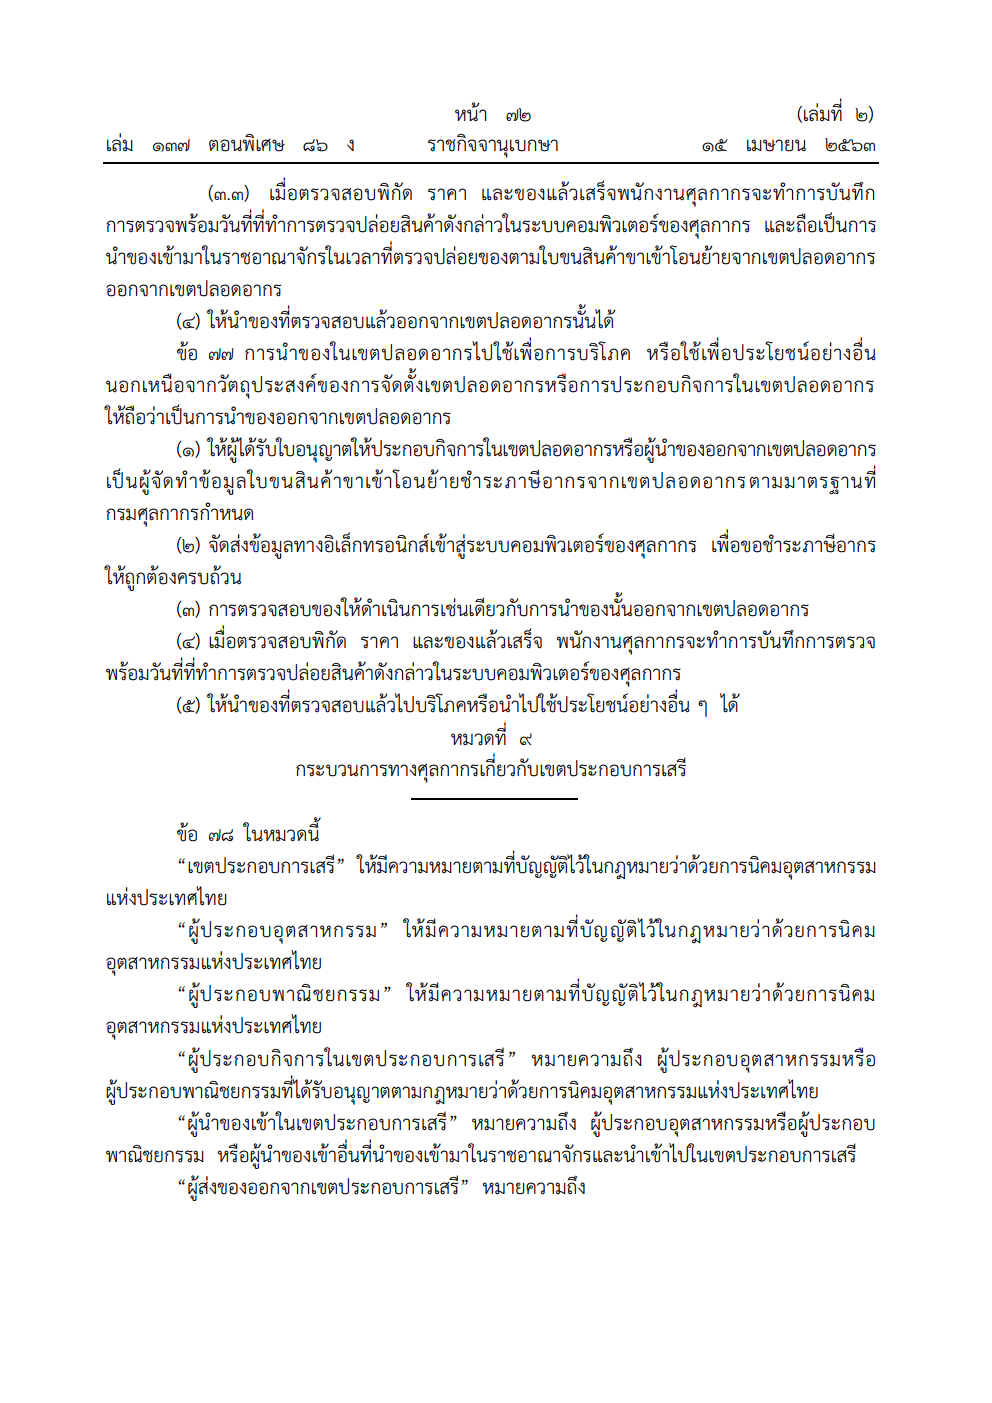 หน้า ๗๒
(เล่มที่ ๒)
เล่ม ๑๓๗ ตอนพิเศษ ๘๖ ง ราชกิจจานุเบกษา ๑๕ เมษายน ๒๕๖๓
(๓.๓) เมื่อตรวจสอบพิกัด ราคา และของแล้วเสร็จพนักงานศุลกากรจะทำการบันทึก
การตรวจพร้อมวันที่ที่ทำการตรวจปล่อยสินค้าดังกล่าวในระบบคอมพิวเตอร์ของศุลกากร และถือเป็นการ
นำของเข้ามาในราชอาณาจักรในเวลาที่ตรวจปล่อยของตามใบขนสินค้าขาเข้าโอนย้ายจากเขตปลอดอากร
ออกจากเขตปลอดอากร
(๔) ให้นำของที่ตรวจสอบแล้วออกจากเขตปลอดอากรนั้นได้
ข้อ ๗๗ การนำของในเขตปลอดอากรไปใช้เพื่อการบริโภค หรือใช้เพื่อประโยชน์อย่างอื่น
นอกเหนือจากวัตถุประสงค์ของการจัดตั้งเขตปลอดอากรหรือการประกอบกิจการในเขตปลอดอากร
ให้ถือว่าเป็นการนำของออกจากเขตปลอดอากร
(๑) ให้ผู้ได้รับใบอนุญาตให้ประกอบกิจการในเขตปลอดอากรหรือผู้นำของออกจากเขตปลอดอากร
เป็นผู้จัดทำข้อมูลใบขนสินค้าขาเข้าโอนย้ายชำระภาษีอากรจากเขตปลอดอากรตามมาตรฐานที่
กรมศุลกากรกำหนด
(๒) จัดส่งข้อมูลทางอิเล็กทรอนิกส์เข้าสู่ระบบคอมพิวเตอร์ของศุลกากร เพื่อขอชำระภาษีอากร
ให้ถูกต้องครบถ้วน
(๓) การตรวจสอบของให้ดำเนินการเช่นเดียวกับการนำของนั้นออกจากเขตปลอดอากร
(๔) เมื่อตรวจสอบพิกัด ราคา และของแล้วเสร็จ พนักงานศุลกากรจะทำการบันทึกการตรวจ
พร้อมวันที่ที่ทำการตรวจปล่อยสินค้าดังกล่าวในระบบคอมพิวเตอร์ของศุลกากร
(๕) ให้นำของที่ตรวจสอบแล้วไปบริโภคหรือนำไปใช้ประโยชน์อย่างอื่น ๆ ได้
หมวดที่ ๙
กระบวนการทางศุลกากรเกี่ยวกับเขตประกอบการเสรี
ข้อ ๗๘ ในหมวดนี้
“เขตประกอบการเสรี” ให้มีความหมายตามที่บัญญัติไว้ในกฎหมายว่าด้วยการนิคมอุตสาหกรรม
แห่งประเทศไทย
“ผู้ประกอบอุตสาหกรรม” ให้มีความหมายตามที่บัญญัติไว้ในกฎหมายว่าด้วยการนิคม
อุตสาหกรรมแห่งประเทศไทย
“ผู้ประกอบพาณิชยกรรม” ให้มีความหมายตามที่บัญญัติไว้ในกฎหมายว่าด้วยการนิคม
อุตสาหกรรมแห่งประเทศไทย
“ผู้ประกอบกิจการในเขตประกอบการเสรี” หมายความถึง ผู้ประกอบอุตสาหกรรมหรือ
ผู้ประกอบพาณิชยกรรมที่ได้รับอนุญาตตามกฎหมายว่าด้วยการนิคมอุตสาหกรรมแห่งประเทศไทย
“ผู้นำของเข้าในเขตประกอบการเสรี” หมายความถึง ผู้ประกอบอุตสาหกรรมหรือผู้ประกอบ
พาณิชยกรรม หรือผู้นำของเข้าอื่นที่นำของเข้ามาในราชอาณาจักรและนำเข้าไปในเขตประกอบการเสรี
“ผู้ส่งของออกจากเขตประกอบการเสรี” หมายความถึง